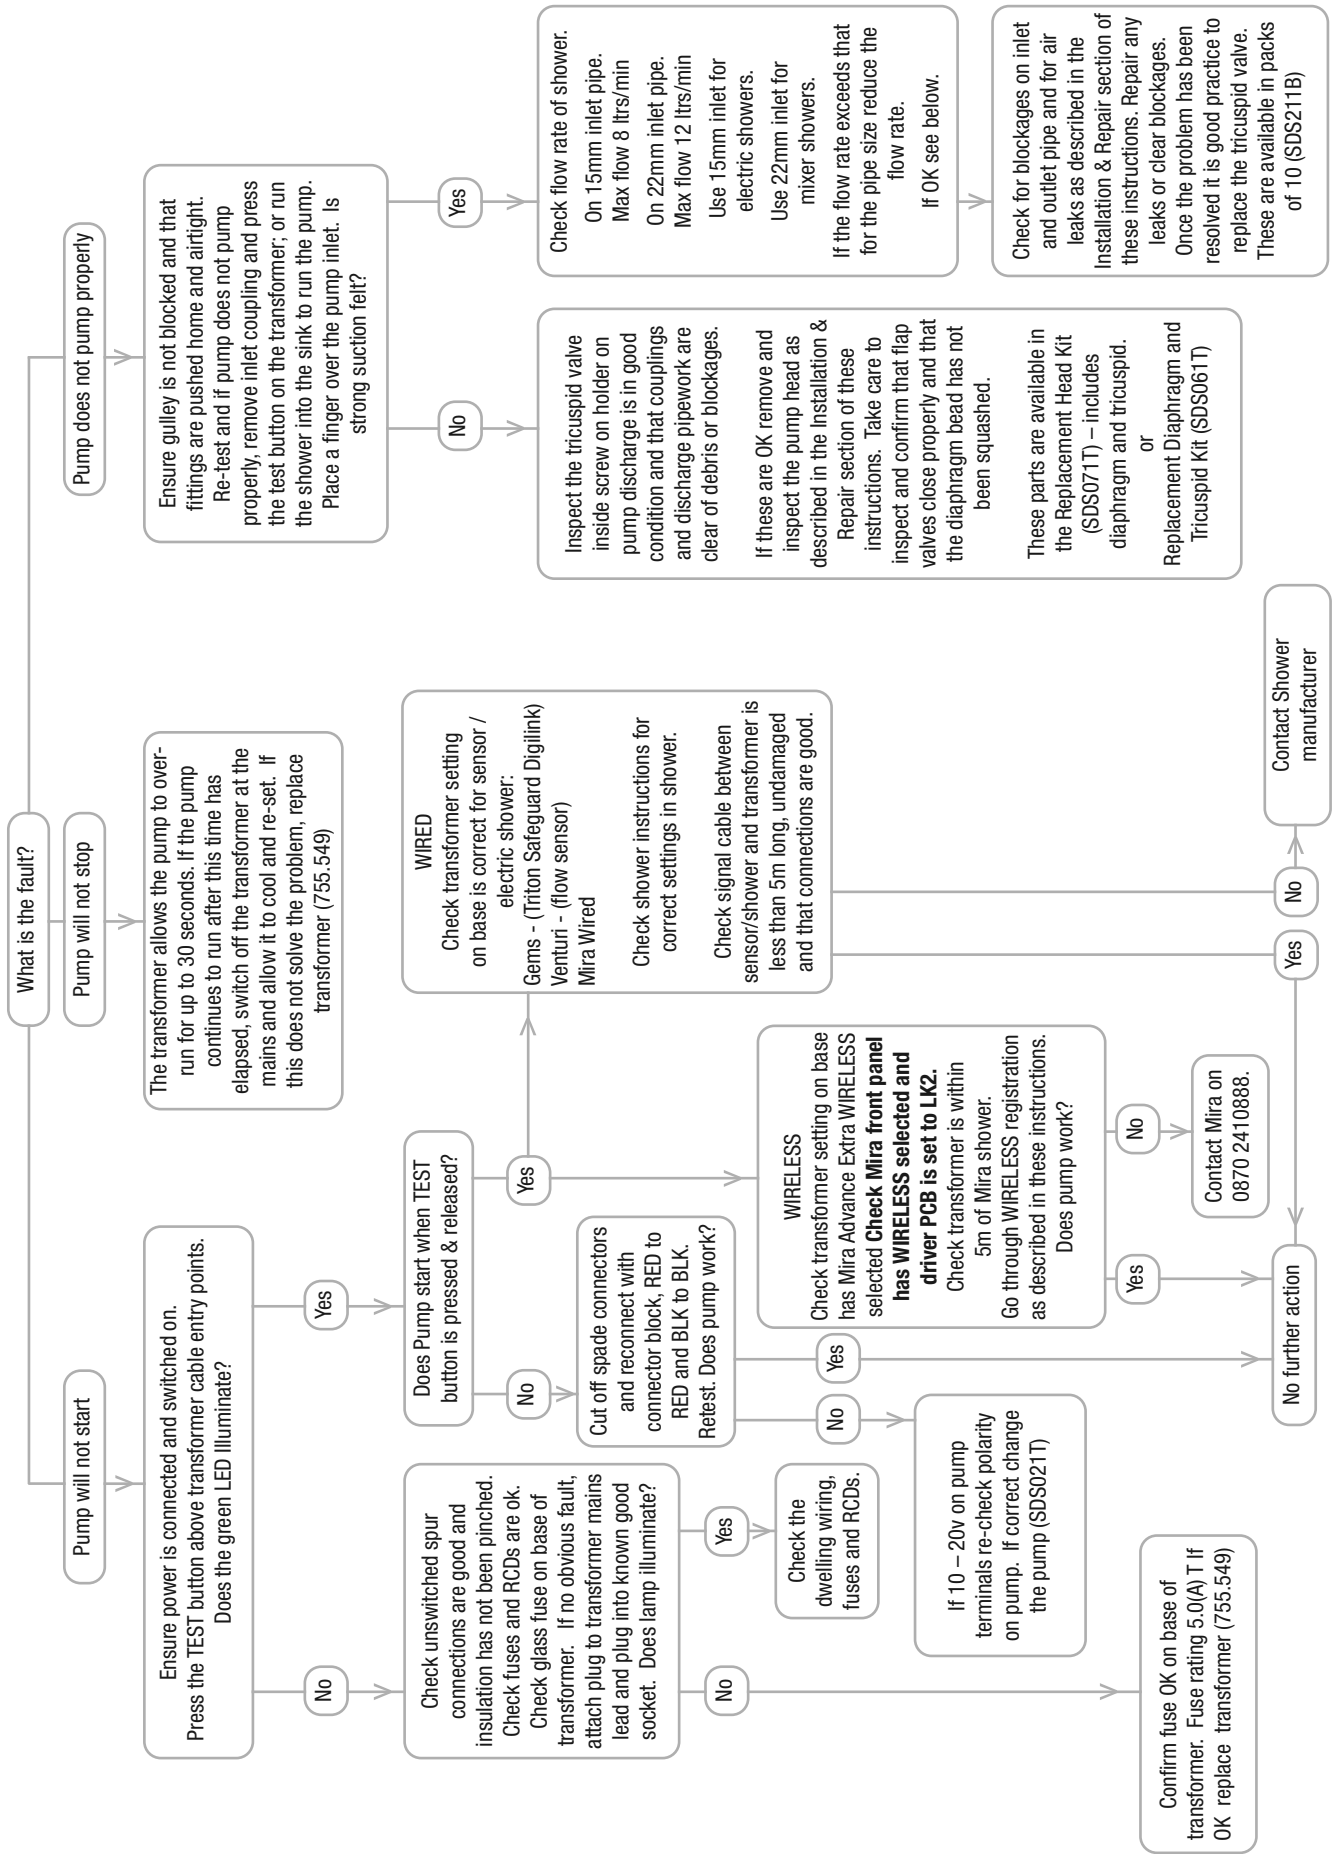 What is the fault?
Pump will not start
Ensure power is connected and switched on.
Press the TEST button above transformer cable entry points.
Does the green LED Illuminate?
No
Check unswitched spur
connections are good and
insulation has not been pinched.
Check fuses and RCDs are ok.
Check glass fuse on base of
transformer. If no obvious fault,
attach plug to transformer mains
lead and plug into known good
socket. Does lamp illuminate?
No
Confirm fuse OK on base of
transformer. Fuse rating 5.0(A) T If
OK replace transformer (755.549)
Yes
Check the
dwelling wiring,
fuses and RCDs.
Yes
Does Pump start when TEST
button is pressed & released?
No
Cut off spade connectors
and reconnect with
connector block, RED to
RED and BLK to BLK.
Retest. Does pump work?
No
If 10 – 20v on pump
terminals re-check polarity
on pump. If correct change
the pump (SDS021T)
Yes
No further action
Yes
WIRELESS
Check transformer setting on base
has Mira Advance Extra WIRELESS
selected Check Mira front panel
has WIRELESS selected and
driver PCB is set to LK2.
Check transformer is within
5m of Mira shower.
Go through WIRELESS registration
as described in these instructions.
Does pump work?
Yes
No
Contact Mira on
0870 2410888.
WIRED
Check transformer setting
on base is correct for sensor /
electric shower:
Gems - (Triton Safeguard Digilink)
Venturi - (flow sensor)
Mira Wired
Check shower instructions for
correct settings in shower.
Check signal cable between
sensor/shower and transformer is
less than 5m long, undamaged
and that connections are good.
Yes
No
Contact Shower
manufacturer
Pump will not stop
The transformer allows the pump to over-
run for up to 30 seconds. If the pump
continues to run after this time has
elapsed, switch off the transformer at the
mains and allow it to cool and re-set. If
this does not solve the problem, replace
transformer (755.549)
Pump does not pump properly
Ensure gulley is not blocked and that
fittings are pushed home and airtight.
Re-test and if pump does not pump
properly, remove inlet coupling and press
the test button on the transformer; or run
the shower into the sink to run the pump.
Place a finger over the pump inlet. Is
strong suction felt?
No
Inspect the tricuspid valve
inside screw on holder on
pump discharge is in good
condition and that couplings
and discharge pipework are
clear of debris or blockages.
If these are OK remove and
inspect the pump head as
described in the Installation &
Repair section of these
instructions. Take care to
inspect and confirm that flap
valves close properly and that
the diaphragm bead has not
been squashed.
These parts are available in
the Replacement Head Kit
(SDS071T) – includes
diaphragm and tricuspid.
or
Replacement Diaphragm and
Tricuspid Kit (SDS061T)
Yes
Check flow rate of shower.
On 15mm inlet pipe.
Max flow 8 ltrs/min
On 22mm inlet pipe.
Max flow 12 ltrs/min
Use 15mm inlet for
electric showers.
Use 22mm inlet for
mixer showers.
If the flow rate exceeds that
for the pipe size reduce the
flow rate.
If OK see below.
Check for blockages on inlet
and outlet pipe and for air
leaks as described in the
Installation & Repair section of
these instructions. Repair any
leaks or clear blockages.
Once the problem has been
resolved it is good practice to
replace the tricuspid valve.
These are available in packs
of 10 (SDS211B)